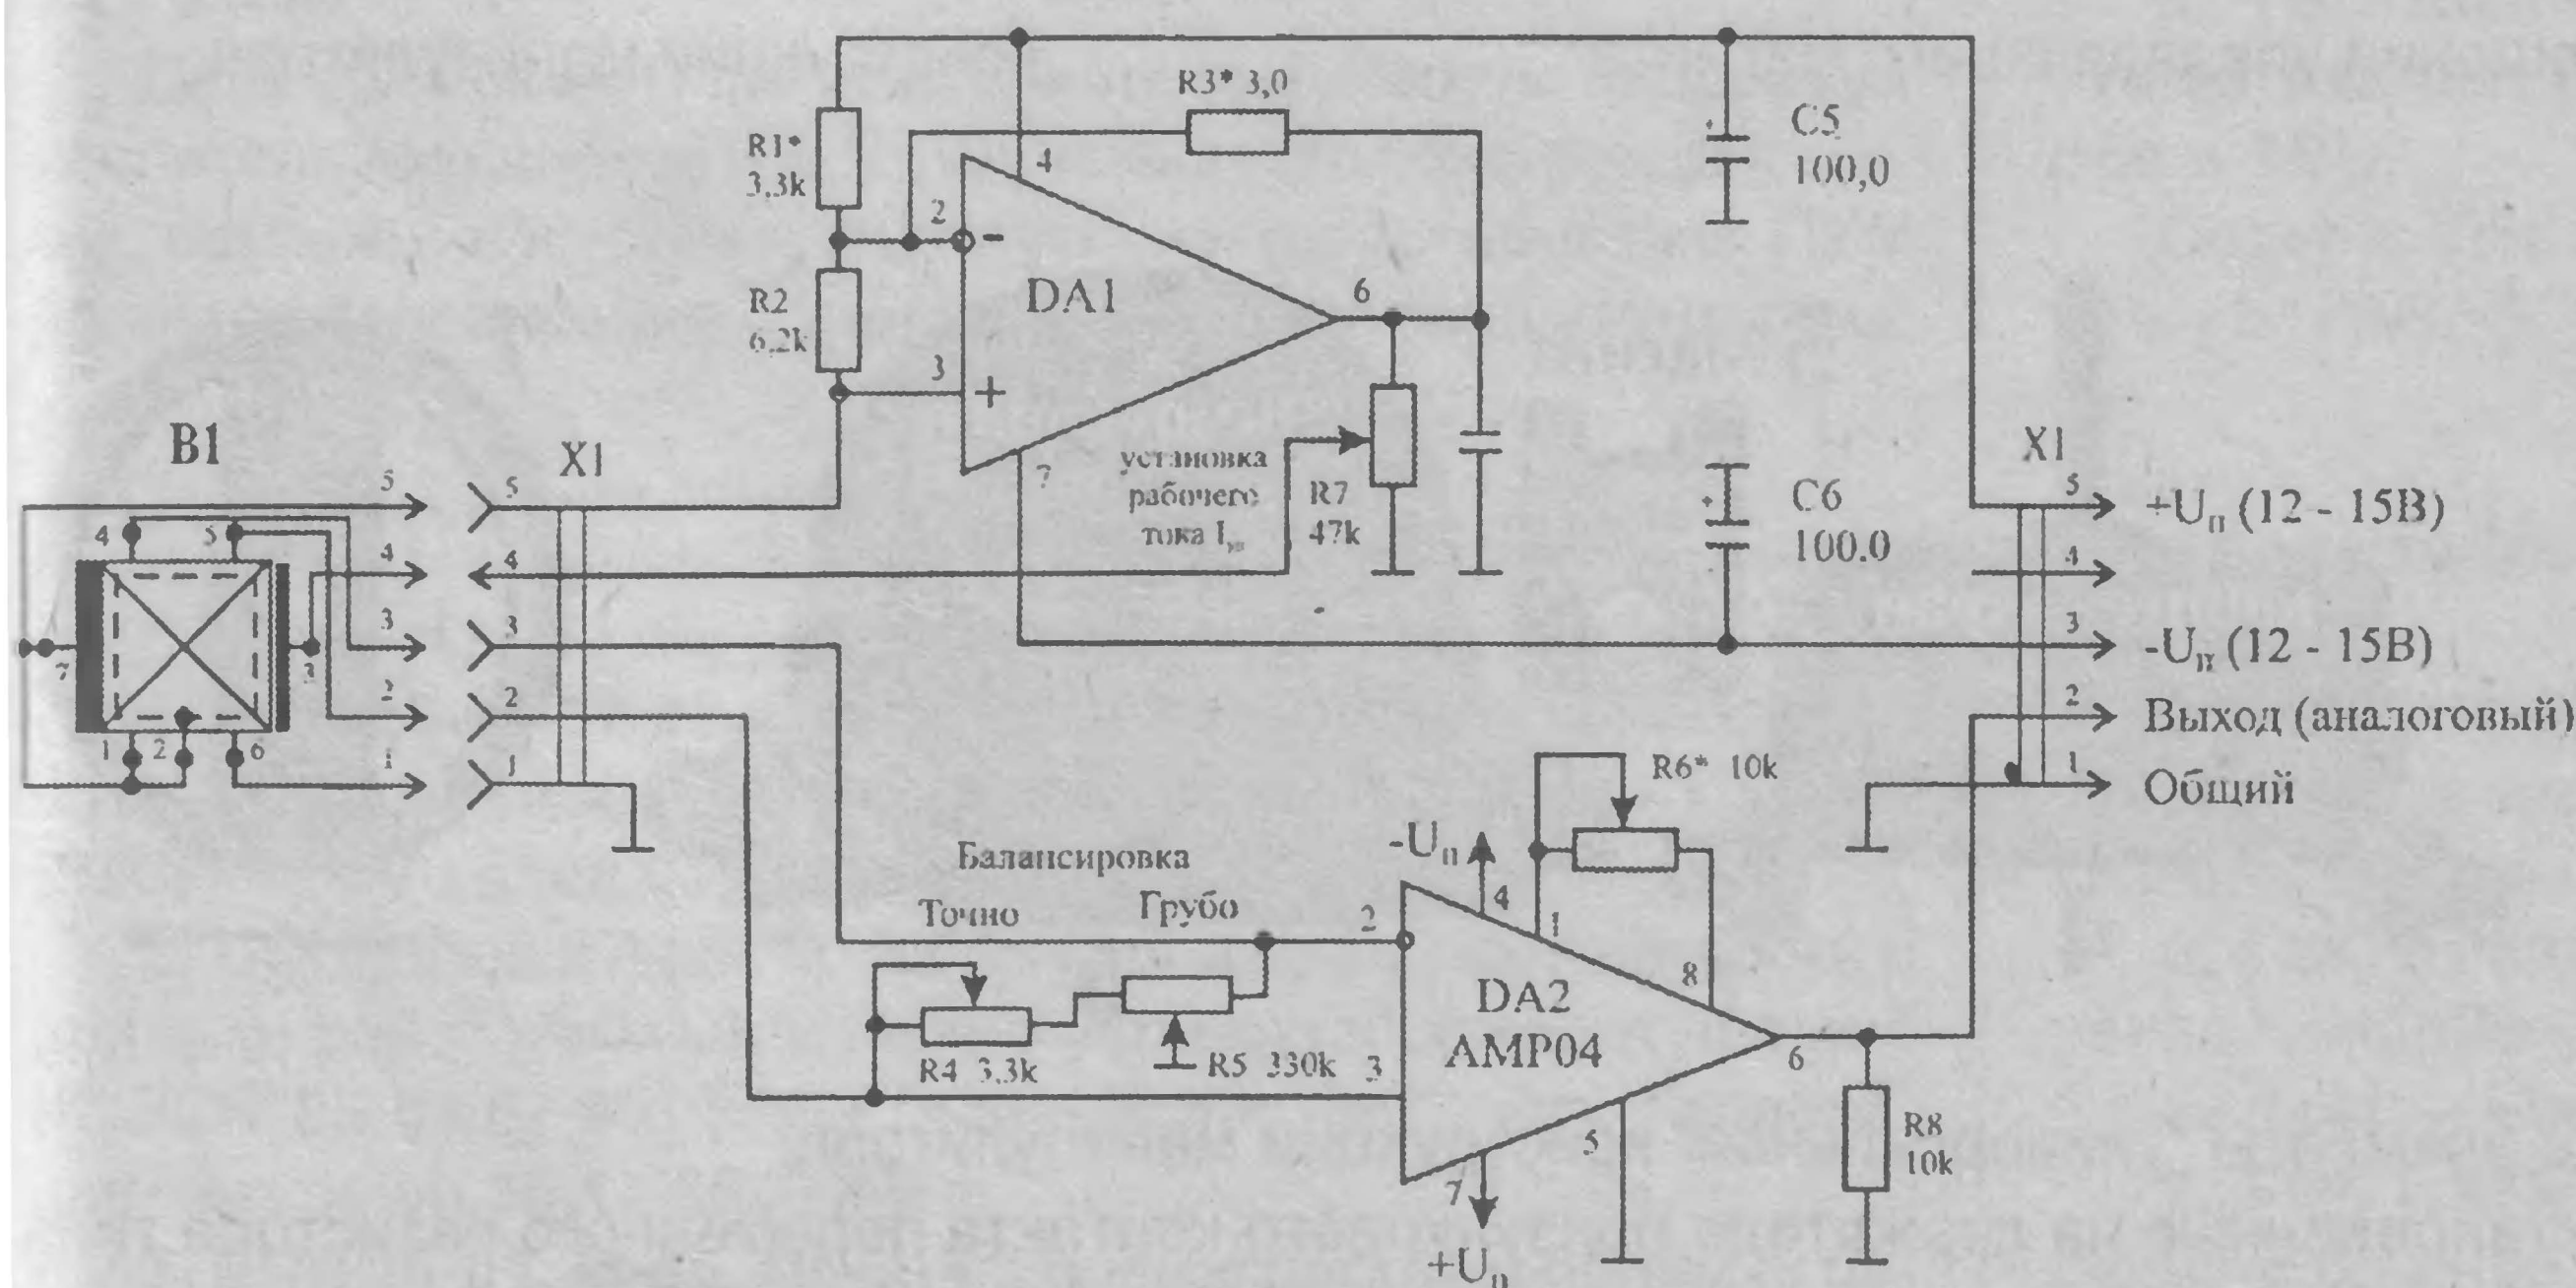 R3* 3,0
R1*
3,3k
4
C5
100,0
2
-
DA1
R2
6,2k
6
3
+
B1
X1
7
установка
рабочего
тока I
R7
47k
C6
100.0
X1
5
5
5
+Uп (12 - 15В)
4
5
4
4
4
7
3
3
3
3
-Uп (12 - 15В)
2
2
2
Выход (аналоговый)
1
2
6
1
1
1
Общий
R6* 10k
-Uп
4
1
Балансировка
Точно
Грубо
2
8
DA2
AMP04
R4 3,3k
R5 330k
3
6
5
R8
10k
7
+Uп